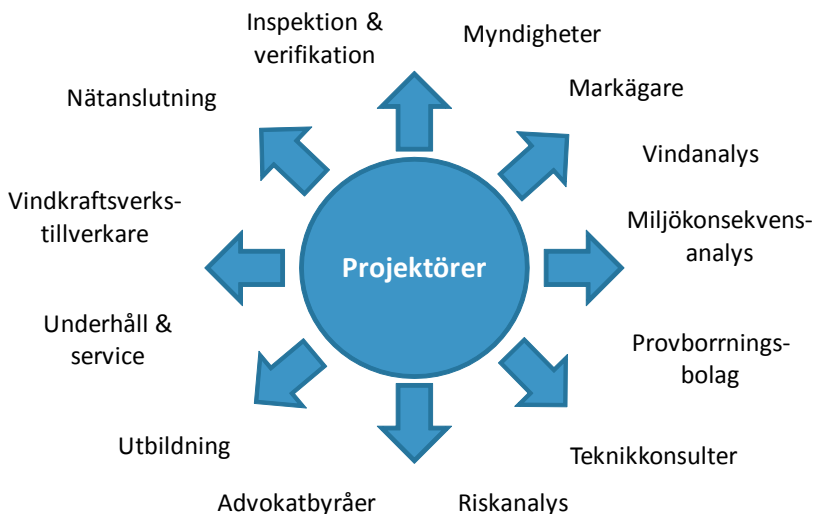 Inspektion &
verifikation
Myndigheter
Markägare
Vindanalys
Miljökonsekvens-
analys
Provborrnings-
bolag
Teknikkonsulter
Riskanalys
Advokatbyråer
Utbildning
Underhåll &
service
Vindkraftsverks-
tillverkare
Nätanslutning
Projektörer